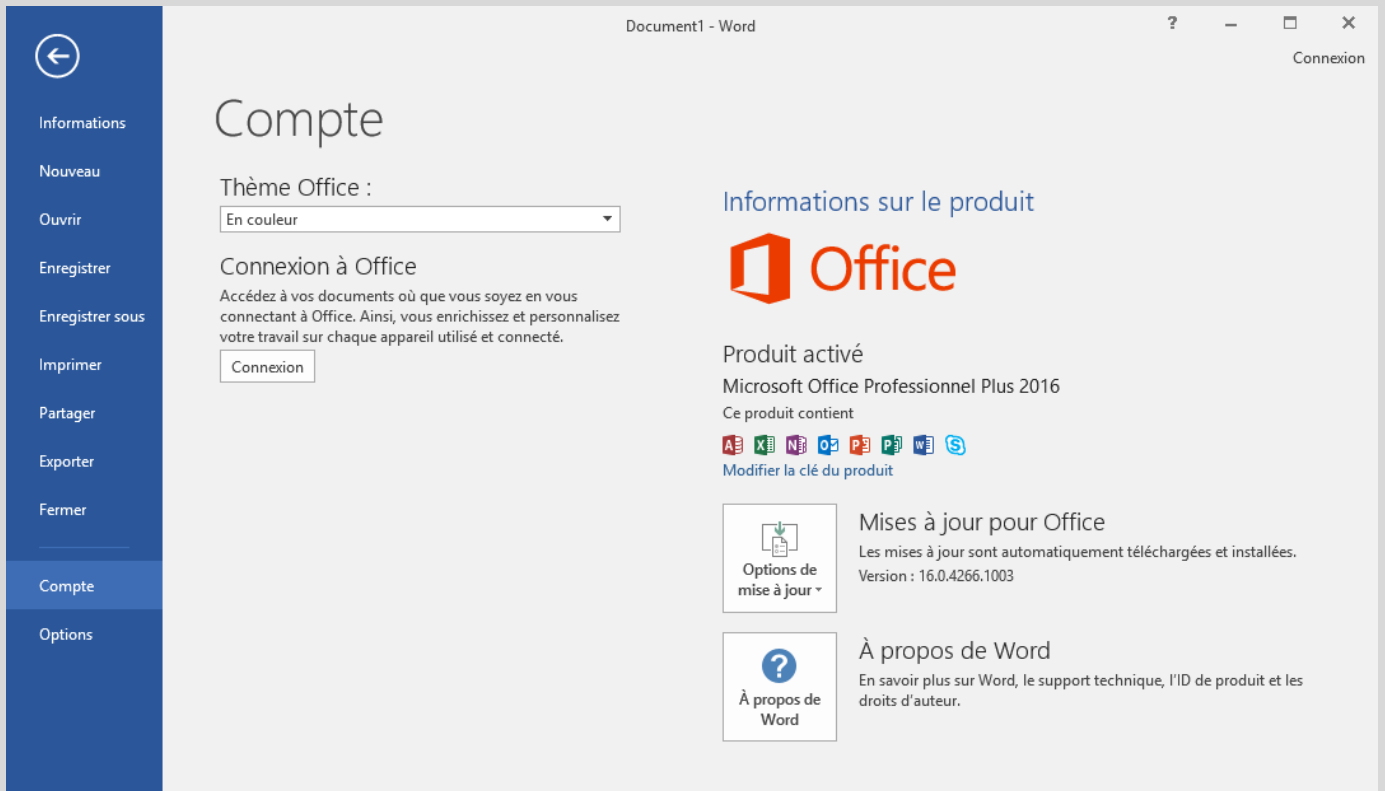 Document1 - Word
?
Connexion
Informations
Nouveau
Ouvrir
Enregistrer
Enregistrer sous
Imprimer
Partager
Exporter
Fermer
Compte
Options
Compte
Thème Office :
En couleur
Connexion à Office
Accédez à vos documents où que vous soyez en vous
connectant à Office. Ainsi, vous enrichissez et personnalisez
votre travail sur chaque appareil utilisé et connecté.
Connexion
Informations sur le produit
Office
Produit activé
Microsoft Office Professionnel Plus 2016
Ce produit contient
Modifier la clé du produit
Options de
mise à jour
Mises à jour pour Office
Les mises à jour sont automatiquement téléchargées et installées.
Version : 16.0.4266.1003
?
À propos de
Word
À propos de Word
En savoir plus sur Word, le support technique, l’ID de produit et les
droits d’auteur.